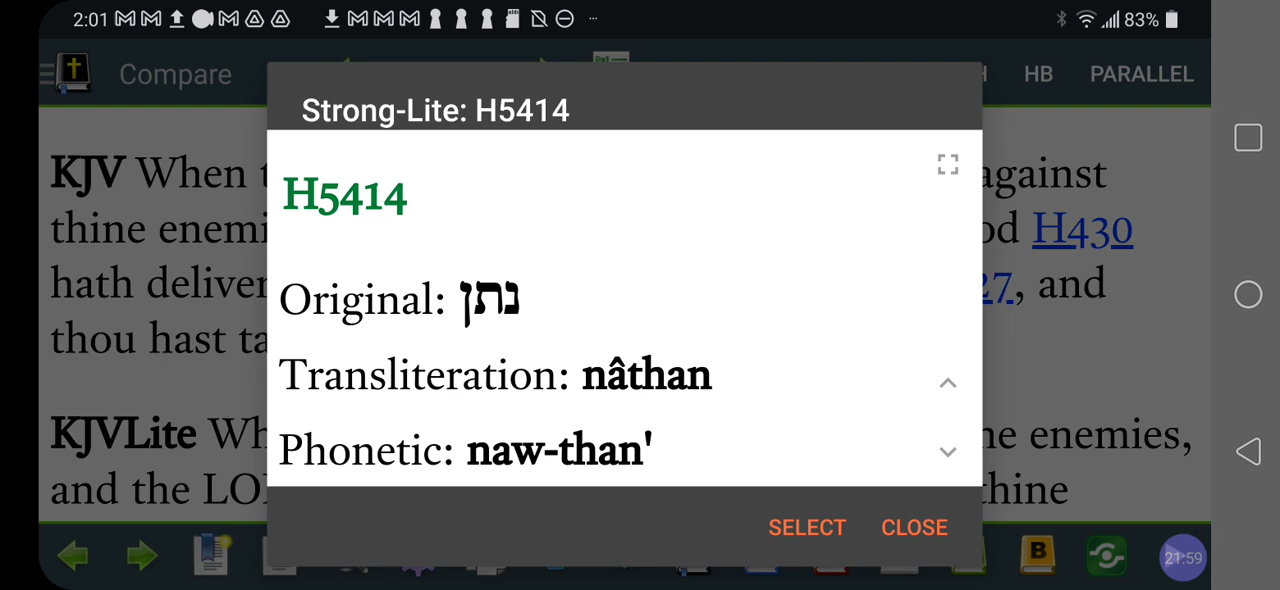 2:01 83%
Compare HB PARALLEL
Strong-Lite: H5414
H5414
Original: נתן
Transliteration: nâthan
Phonetic: naw-than'
KJV When against
thine enemi od H430
hath deliver 27, and
thou hast ta
KJVLite Wh ne enemies,
and the LO thine
SELECT CLOSE
B 21:59